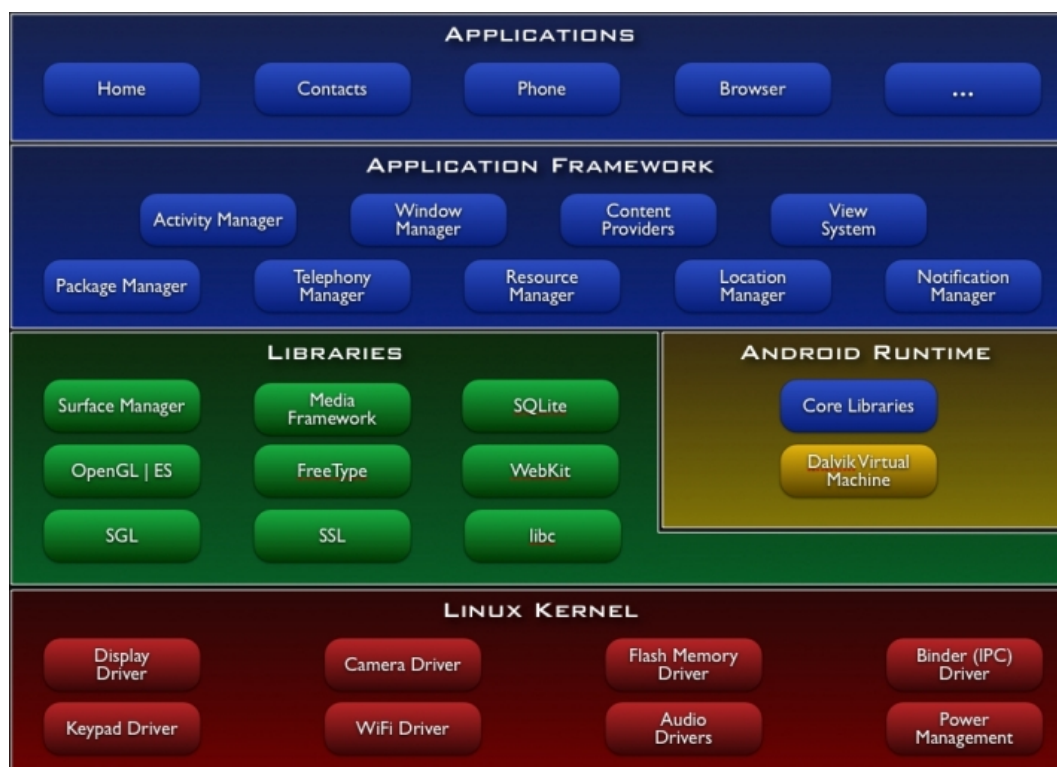 APPLICATIONS
Home
Contacts
Phone
Browser
...
APPLICATION FRAMEWORK
Activity Manager
Window
Manager
Content
Providers
View
System
Package Manager
Telephony
Manager
Resource
Manager
Location
Manager
Notification
Manager
LIBRARIES
Surface Manager
Media
Framework
SQLite
OpenGL | ES
FreeType
WebKit
SGL
SSL
libc
ANDROID RUNTIME
Core Libraries
Dalvik Virtual
Machine
LINUX KERNEL
Display
Driver
Camera Driver
Flash Memory
Driver
Binder (IPC)
Driver
Keypad Driver
WiFi Driver
Audio
Drivers
Power
Management